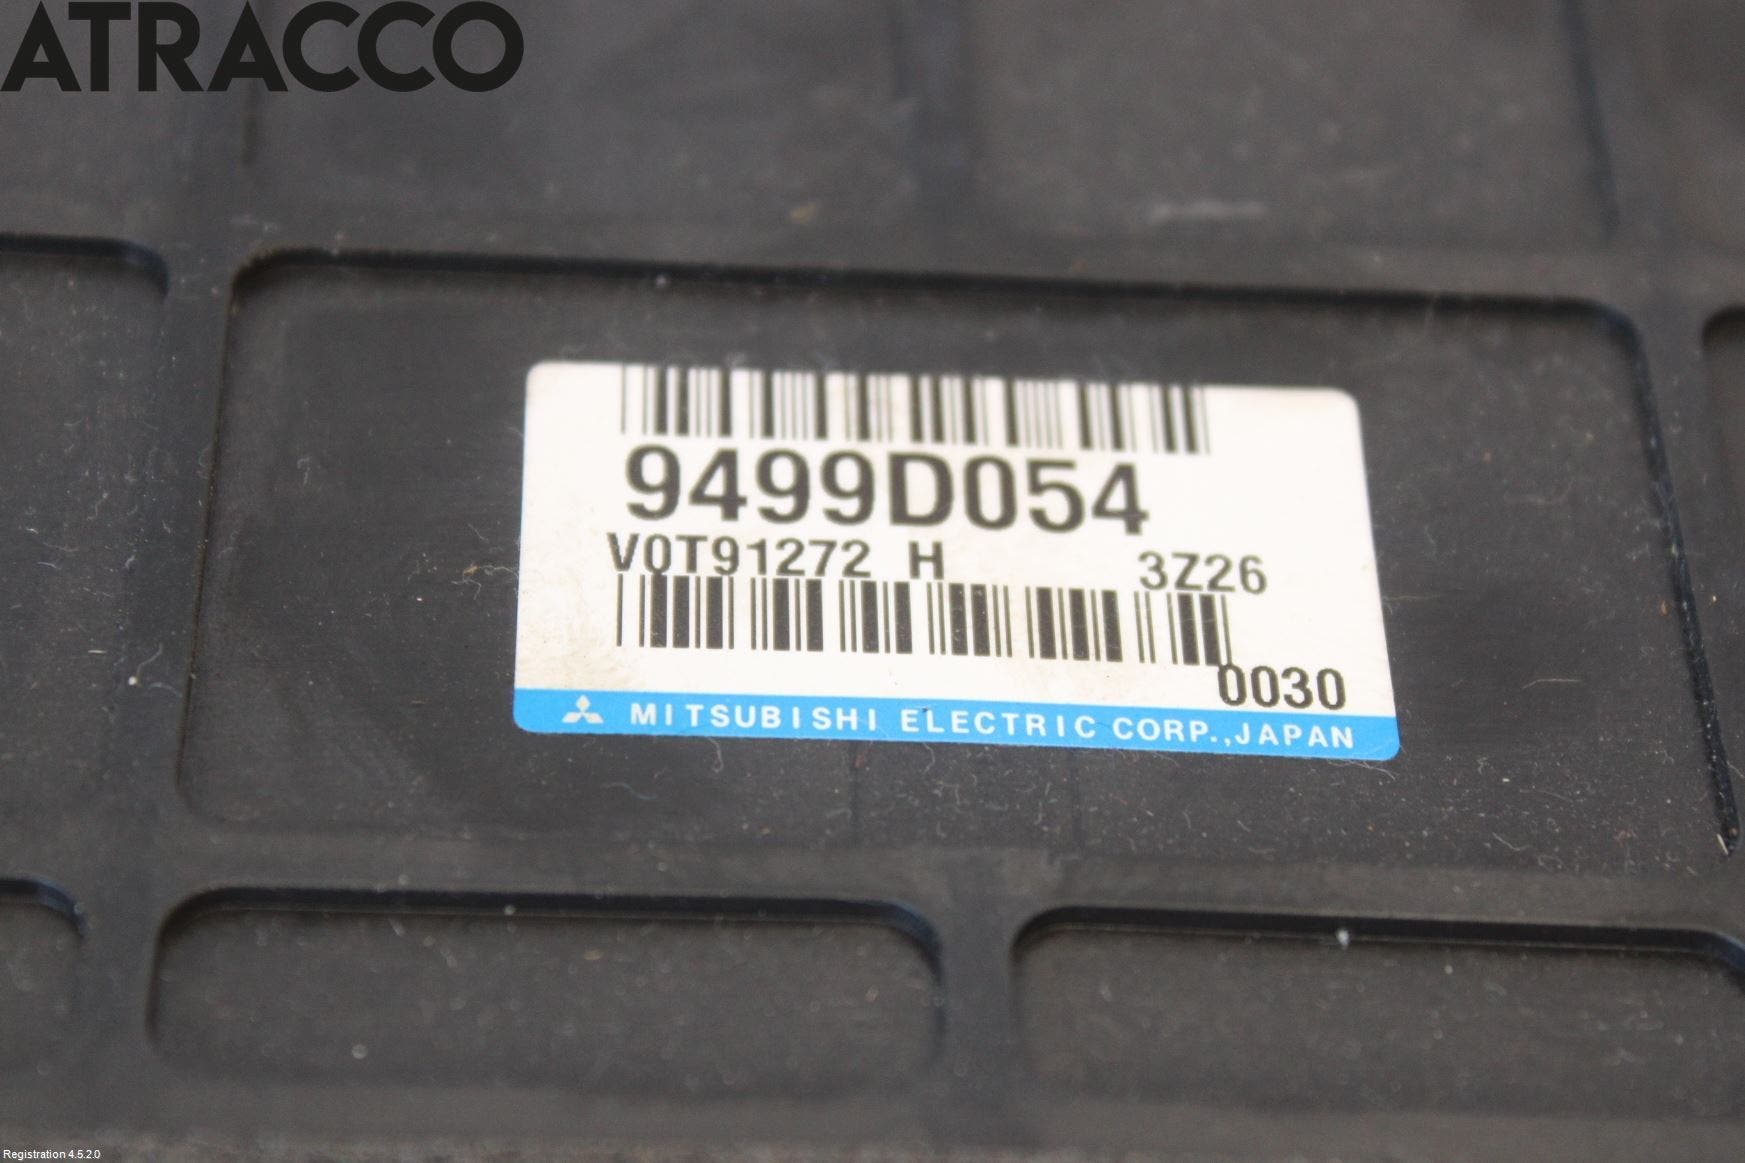 ATRACCO
9499D054
V0T91272 H 3Z26
0030
MITSUBISHI ELECTRIC CORP.,JAPAN
Registration 4.5.2.0